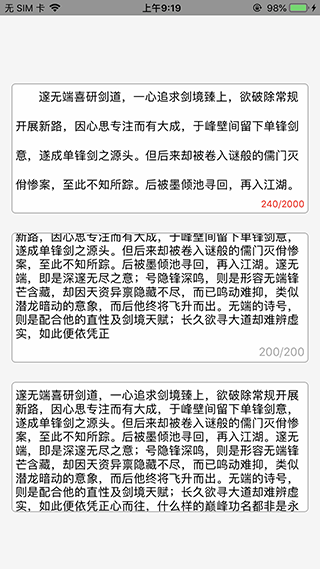 无 SIM 卡 上午9:19 98%
邃无端喜研剑道，一心追求剑境臻上，欲破除常规
开展新路，因心思专注而有大成，于峰壁间留下单锋剑
意，遂成单锋剑之源头。但后来却被卷入谜般的儒门灭
佾惨案，至此不知所踪。后被墨倾池寻回，再入江湖。
240/2000
新路，因心思专注而有大成，于峰壁间留下单锋剑意，
遂成单锋剑之源头。但后来却被卷入谜般的儒门灭佾惨
案，至此不知所踪。后被墨倾池寻回，再入江湖。邃无
端，即是深邃无尽之意；号隐锋深鸣，则是形容无端锋
芒含藏，却因天资异禀隐藏不尽，而已鸣动难抑，类似
潜龙暗动的意象，而后他终将飞升而出。无端的诗号，
则是配合他的直性及剑境天赋；长久欲寻大道却难辨虚
实，如此便依凭正
200/200
邃无端喜研剑道，一心追求剑境臻上，欲破除常规开展
新路，因心思专注而有大成，于峰壁间留下单锋剑意，
遂成单锋剑之源头。但后来却被卷入谜般的儒门灭佾惨
案，至此不知所踪。后被墨倾池寻回，再入江湖。邃无
端，即是深邃无尽之意；号隐锋深鸣，则是形容无端锋
芒含藏，却因天资异禀隐藏不尽，而已鸣动难抑，类似
潜龙暗动的意象，而后他终将飞升而出。无端的诗号，
则是配合他的直性及剑境天赋；长久欲寻大道却难辨虚
实，如此便依凭正心而往，什么样的巅峰功名都非是永